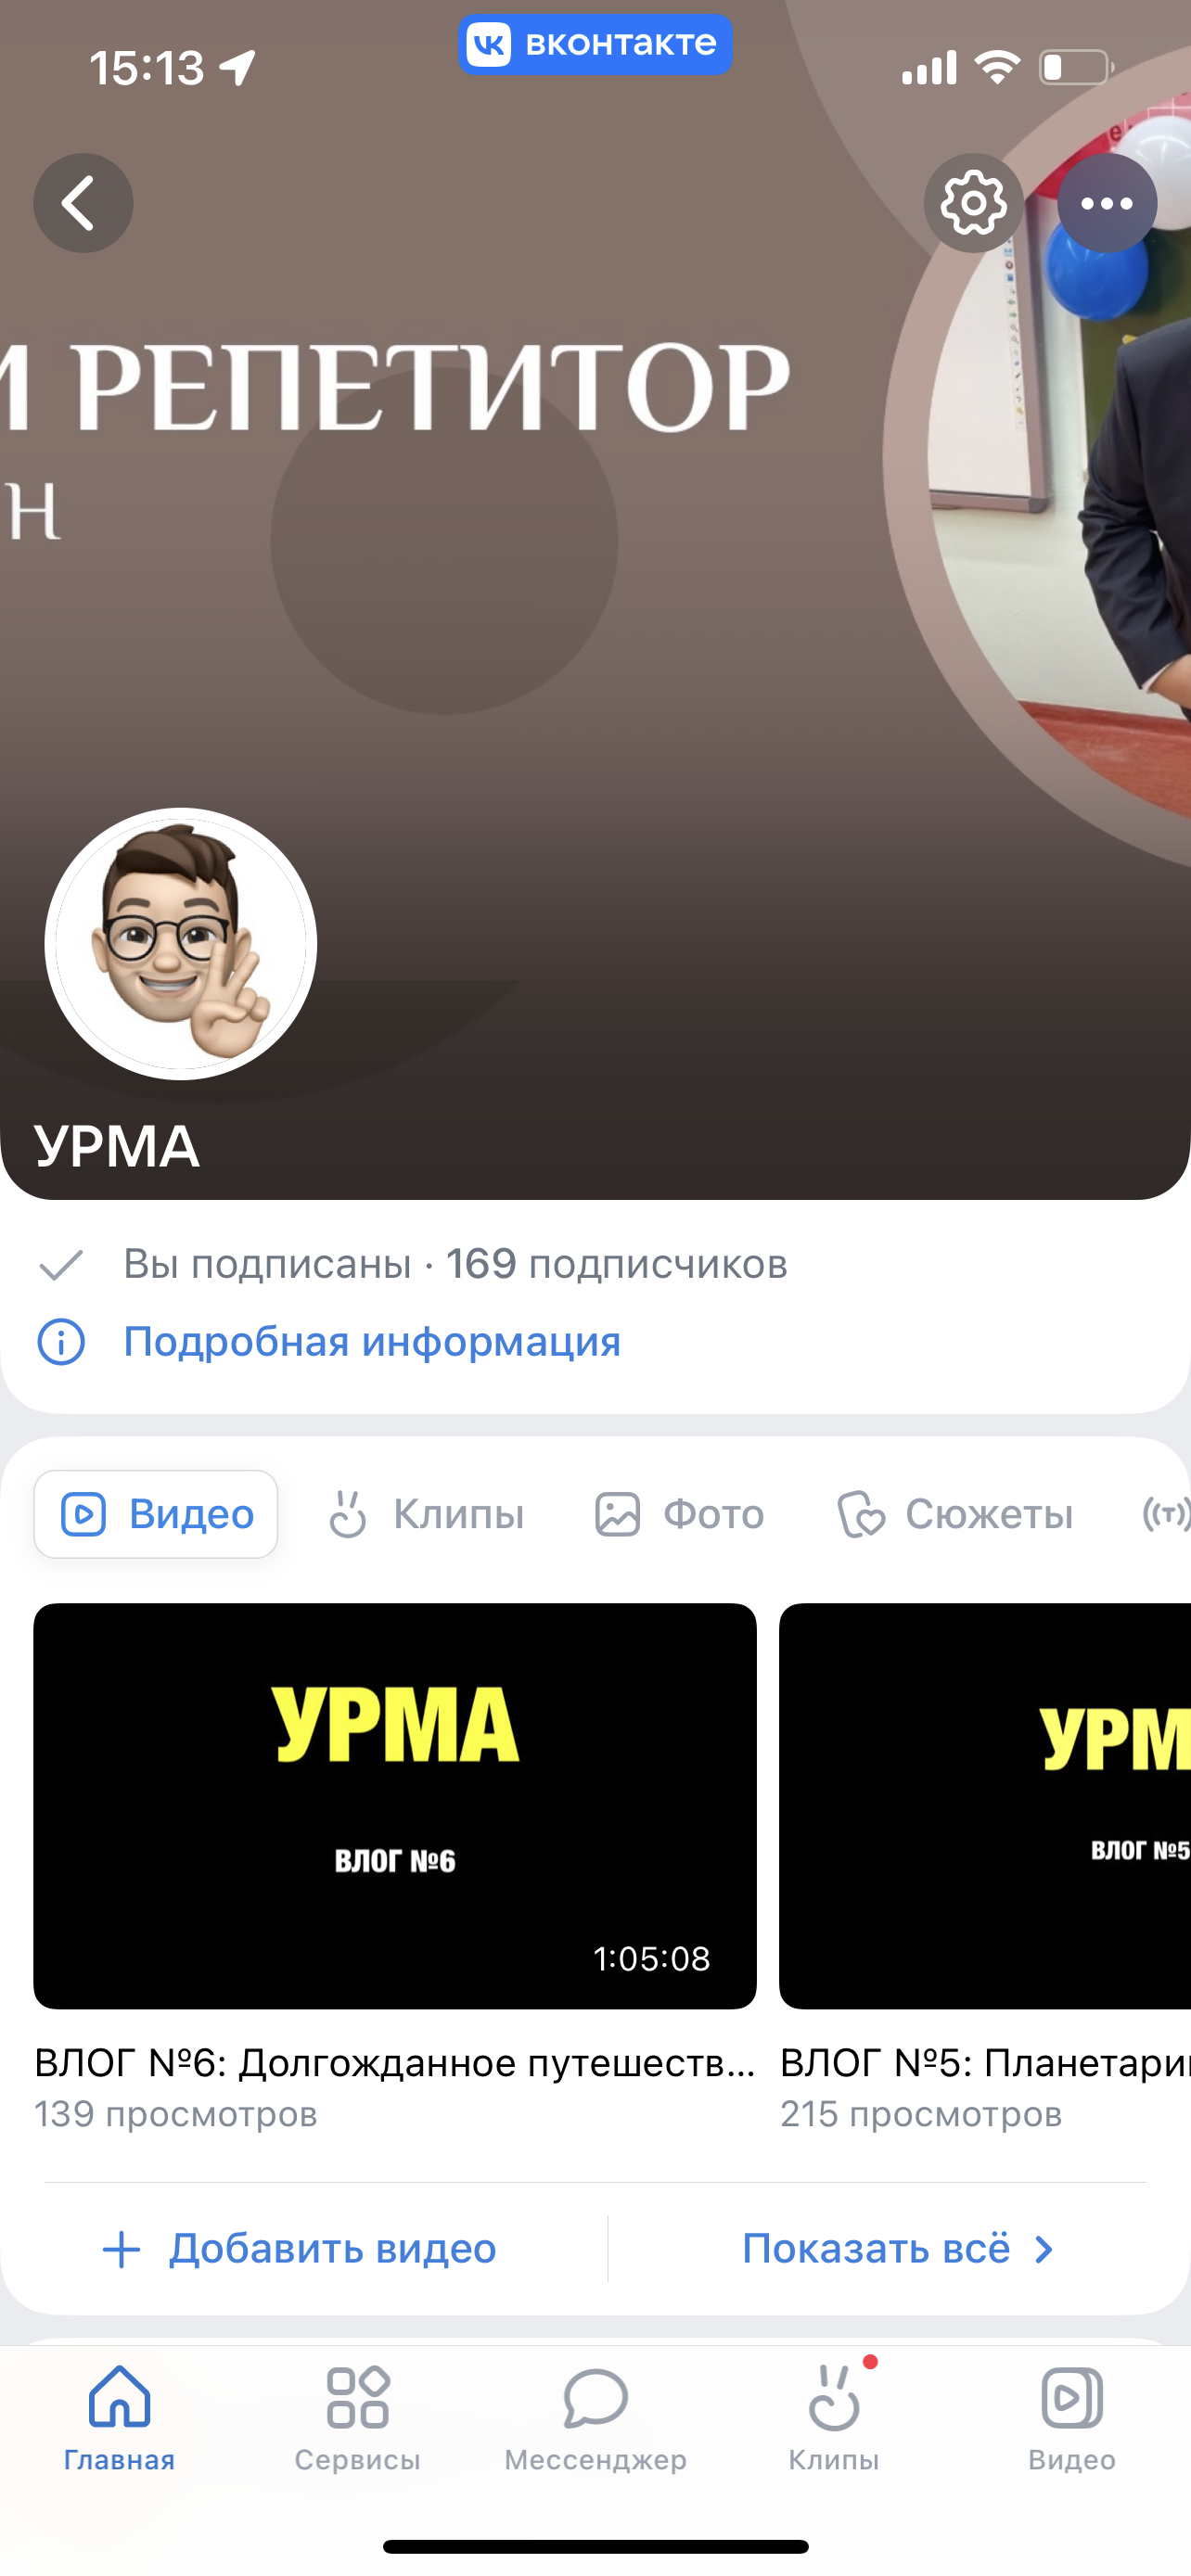 15:13
вконтакте
И РЕПЕТИТОР
Н
УРМА
Вы подписаны · 169 подписчиков
Подробная информация
Видео
Клипы
Фото
Сюжеты
УРМА
ВЛОГ №6
1:05:08
УРМ
ВЛОГ №5
ВЛОГ №6: Долгожданное путешеств...
139 просмотров
ВЛОГ №5: Планетари
215 просмотров
Добавить видео
Показать всё
Главная
Сервисы
Мессенджер
Клипы
Видео